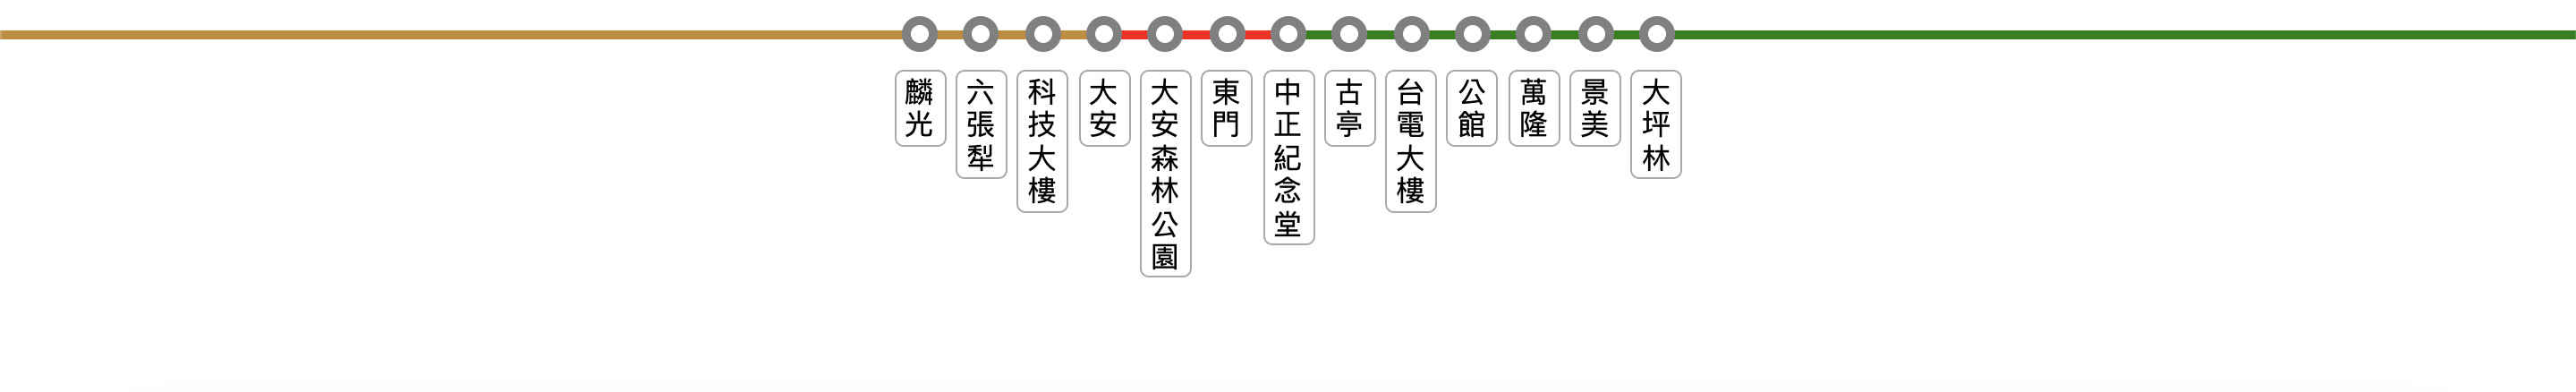 麟光
六張犁
科技大樓
大安
大安森林公園
東門
中正紀念堂
古亭
台電大樓
公館
萬隆
景美
大坪林